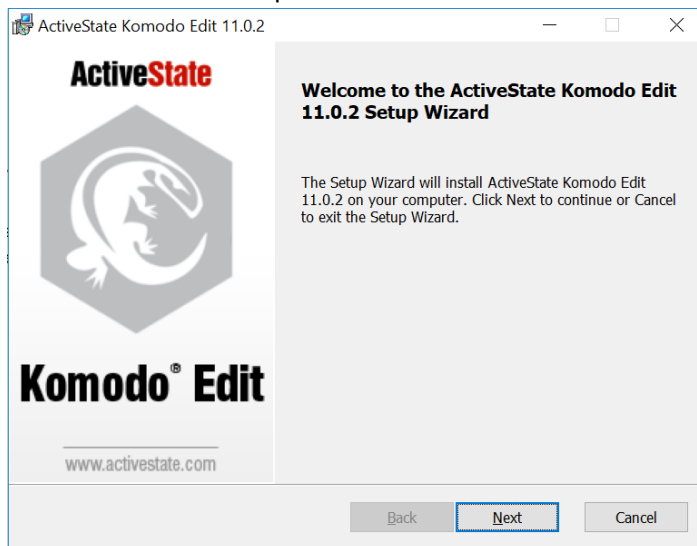 ActiveState Komodo Edit 11.0.2
ActiveState
Welcome to the ActiveState Komodo Edit
11.0.2 Setup Wizard
The Setup Wizard will install ActiveState Komodo Edit
11.0.2 on your computer. Click Next to continue or Cancel
to exit the Setup Wizard.
Komodo® Edit
www.activestate.com
Back
Next
Cancel